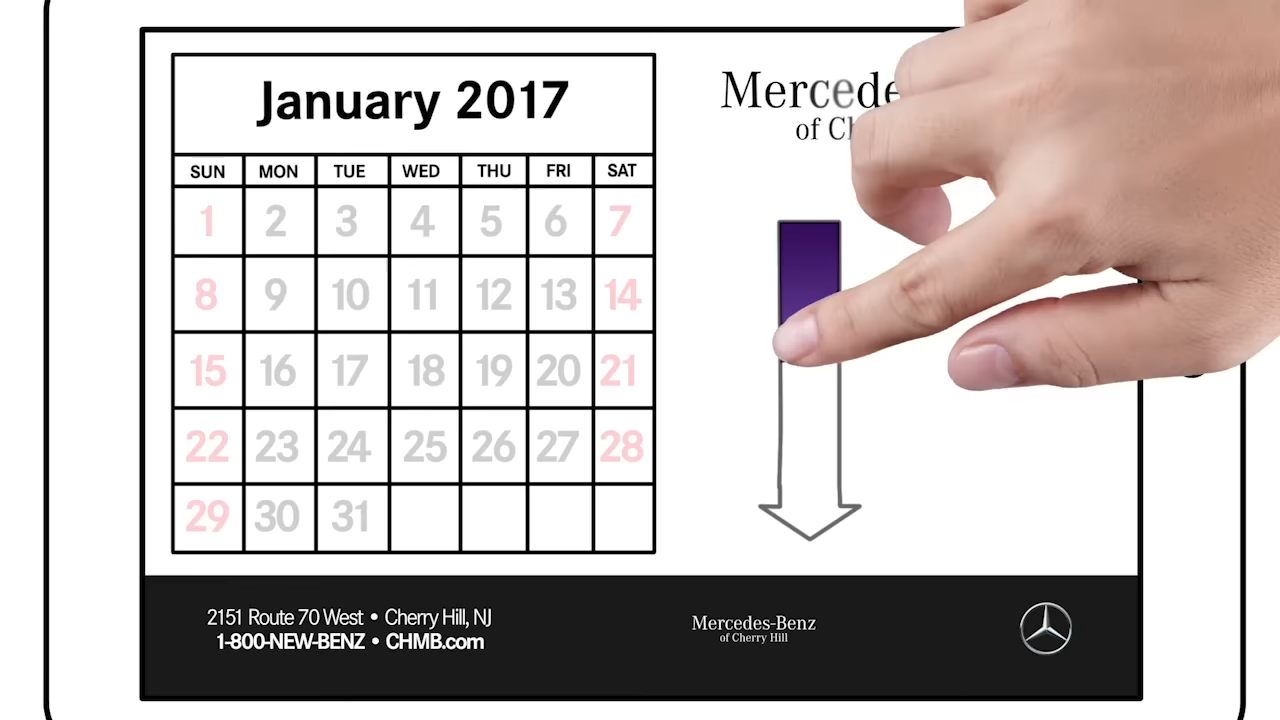 January 2017
SUN MON TUE WED THU FRI SAT
1 2 3 4 5 6 7
8 9 10 11 12 13 14
15 16 17 18 19 20 21
22 23 24 25 26 27 28
29 30 31
Mercede
of Ch
2151 Route 70 West • Cherry Hill, NJ
1-800-NEW-BENZ • CHMB.com
Mercedes-Benz
of Cherry Hill